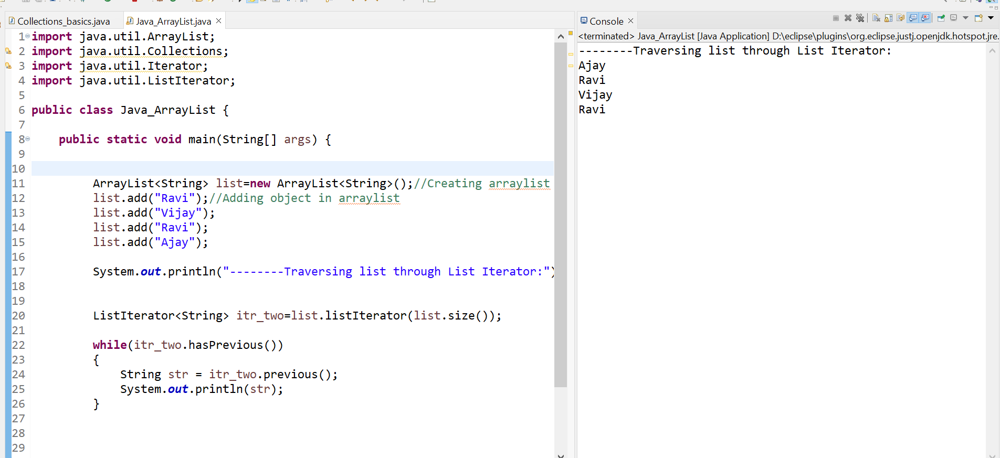 Collections_basics.java
Java_ArrayList.java
1 import java.util.ArrayList;
2 import java.util.Collections;
3 import java.util.Iterator;
4 import java.util.ListIterator;
5
6 public class Java_ArrayList {
7
8 public static void main(String[] args) {
9
10
11 ArrayList<String> list=new ArrayList<String>();//Creating arraylist
12 list.add("Ravi");//Adding object in arraylist
13 list.add("Vijay");
14 list.add("Ravi");
15 list.add("Ajay");
16
17 System.out.println("--------Traversing list through List Iterator:")
18
19
20 ListIterator<String> itr_two=list.listIterator(list.size());
21
22 while(itr_two.hasPrevious())
23 {
24 String str = itr_two.previous();
25 System.out.println(str);
26 }
27
28
29
Console
<terminated> Java_ArrayList [Java Application] D:\eclipse\plugins\org.eclipse.justj.openjdk.hotspot.jre.
--------Traversing list through List Iterator:
Ajay
Ravi
Vijay
Ravi